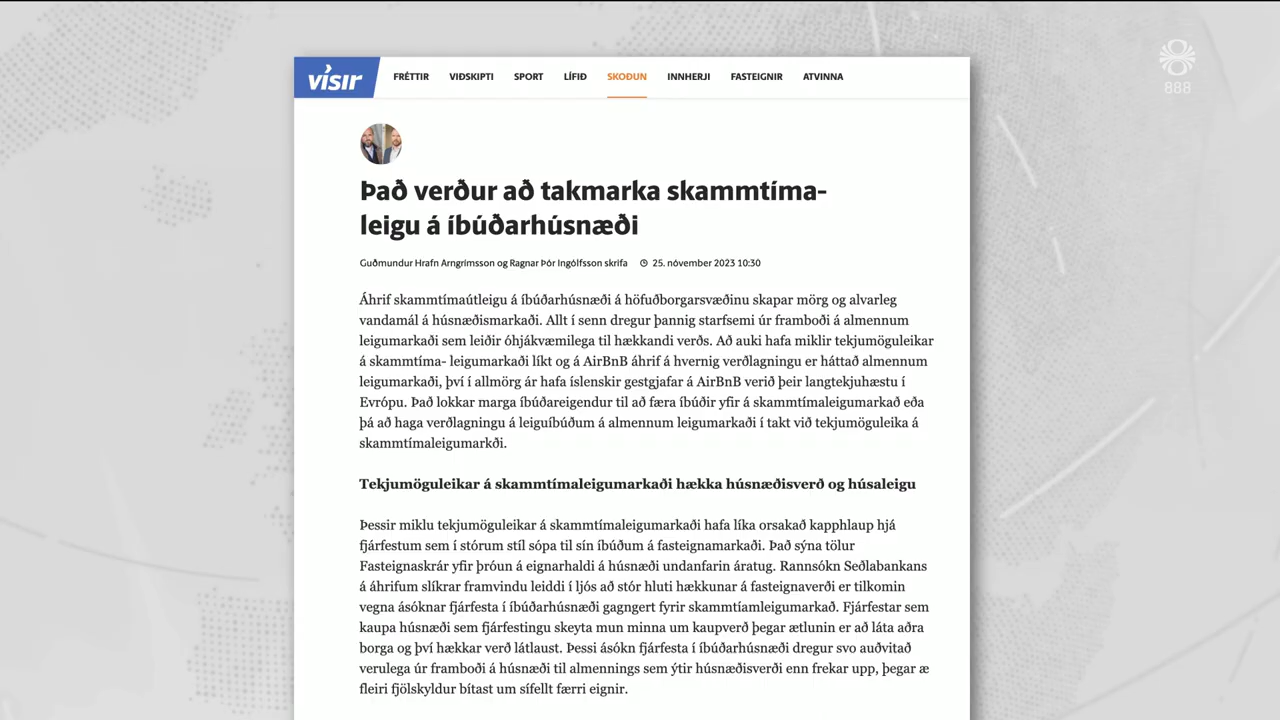 vísir FRÉTTIR VIÐSKIPTI SPORT LÍFIÐ SKOÐUN INNHERJI FASTEIGNIR ATVINNA
888
Það verður að takmarka skammtíma-
leigu á íbúðarhúsnæði
Guðmundur Hrafn Arngrímsson og Ragnar Þór Ingólfsson skrifa 25. nóvember 2023 10:30
Áhrif skammtímaútleigu á íbúðarhúsnæði á höfuðborgarsvæðinu skapar mörg og alvarleg
vandamál á húsnæðismarkaði. Allt í senn dregur þannig starfsemi úr framboði á almennum
leigumarkaði sem leiðir óhjákvæmilega til hækkandi verðs. Að auki hafa miklir tekjumöguleikar
á skammtíma- leigumarkaði líkt og á AirBnB áhrif á hvernig verðlagningu er háttað almennum
leigumarkaði, því í allmörg ár hafa íslenskir gestgjafar á AirBnB verið þeir langtekjuhæstu í
Evrópu. Það lokkar marga íbúðareigendur til að færa íbúðir yfir á skammtímaleigumarkað eða
þá að haga verðlagningu á leiguíbúðum á almennum leigumarkaði í takt við tekjumöguleika á
skammtímaleigumarkði.
Tekjumöguleikar á skammtímaleigumarkaði hækka húsnæðisverð og húsaleigu
Þessir miklu tekjumöguleikar á skammtímaleigumarkaði hafa líka orsakað kapphlaup hjá
fjárfestum sem í stórum stíl sópa til sín íbúðum á fasteignamarkaði. Það sýna tölur
Fasteignaskrár yfir þróun á eignarhaldi á húsnæði undanfarin áratug. Rannsókn Seðlabankans
á áhrifum slíkrar framvindu leiddi í ljós að stór hluti hækkunar á fasteignaverði er tilkomin
vegna ásóknar fjárfesta í íbúðarhúsnæði gagngert fyrir skammtíamleigumarkað. Fjárfestar sem
kaupa húsnæði sem fjárfestingu skeyta mun minna um kaupverð þegar ætlunin er að láta aðra
borga og því hækkar verð látlaust. Þessi ásókn fjárfesta í íbúðarhúsnæði dregur svo auðvitað
verulega úr framboði á húsnæði til almennings sem ýtir húsnæðisverði enn frekar upp, þegar æ
fleiri fjölskyldur bítast um sífellt færri eignir.